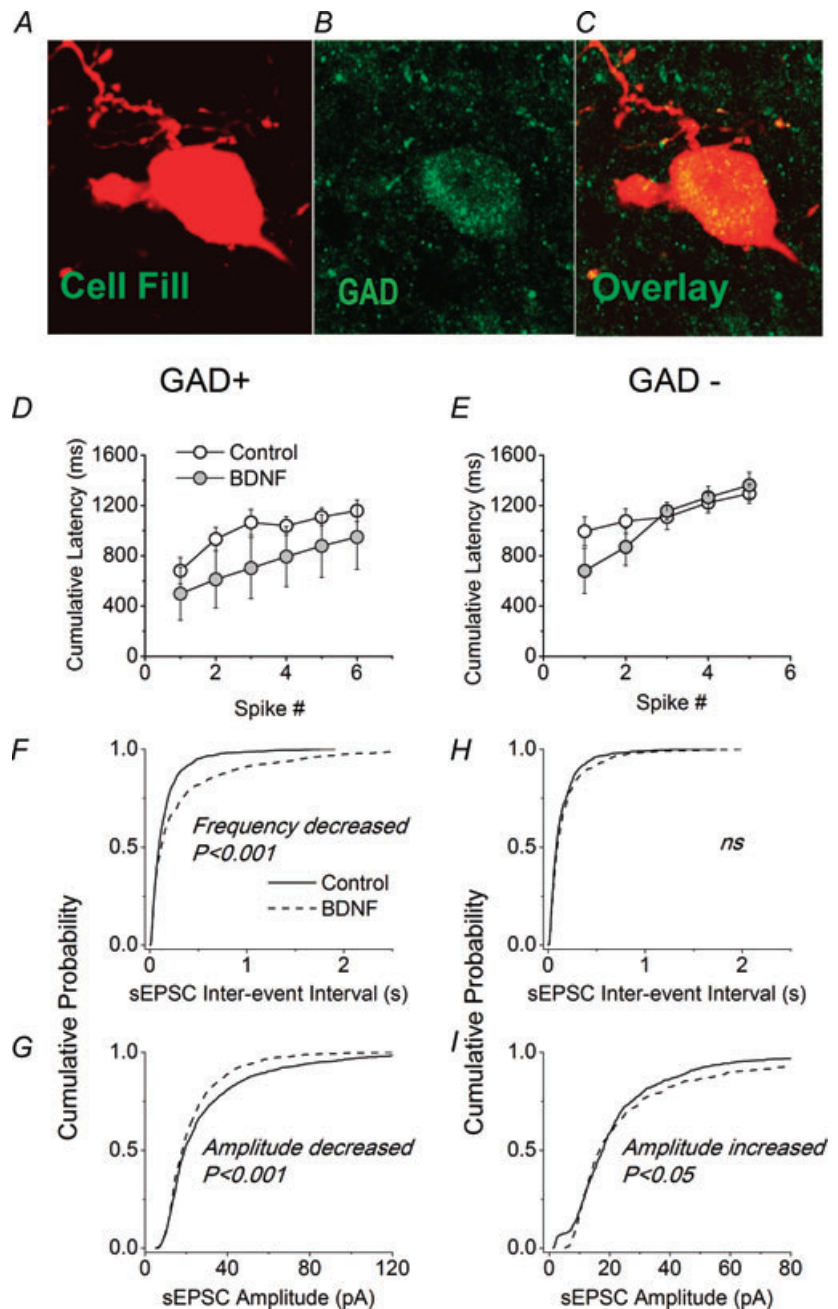 A B C
Cell Fill GAD Overlay
GAD+ GAD -
D
Cumulative Latency (ms)
1600
1200
800
400
0
Control
BDNF
0 2 4 6
Spike #
E
Cumulative Latency (ms)
1600
1200
800
400
0
0 2 4 6
Spike #
Cumulative Probability
F
1.0
0.5
0.0
Frequency decreased
P<0.001
Control
BDNF
0 1 2
sEPSC Inter-event Interval (s)
G
1.0
0.5
0.0
Amplitude decreased
P<0.001
0 40 80 120
sEPSC Amplitude (pA)
Cumulative Probability
H
1.0
0.5
0.0
ns
0 1 2
sEPSC Inter-event Interval (s)
I
1.0
0.5
0.0
Amplitude increased
P<0.05
0 20 40 60 80
sEPSC Amplitude (pA)